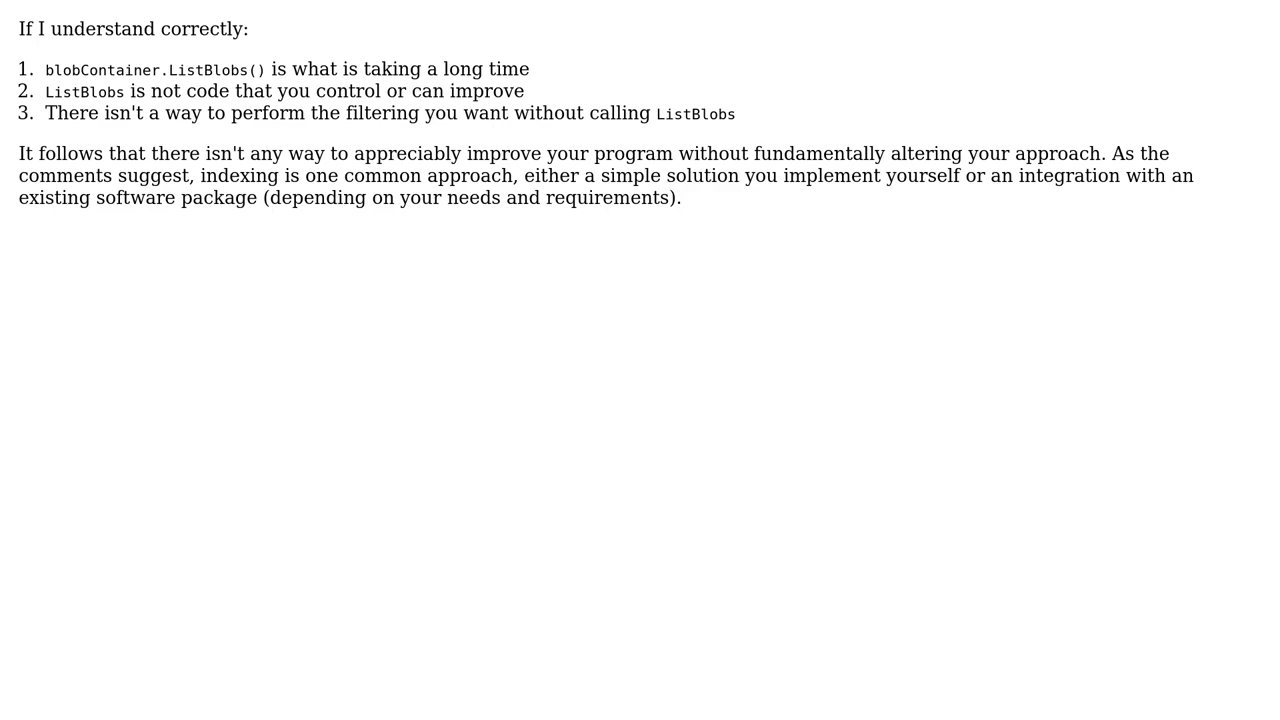 If I understand correctly:
1. blobContainer.ListBlobs() is what is taking a long time
2. ListBlobs is not code that you control or can improve
3. There isn't a way to perform the filtering you want without calling ListBlobs
It follows that there isn't any way to appreciably improve your program without fundamentally altering your approach. As the
comments suggest, indexing is one common approach, either a simple solution you implement yourself or an integration with an
existing software package (depending on your needs and requirements).